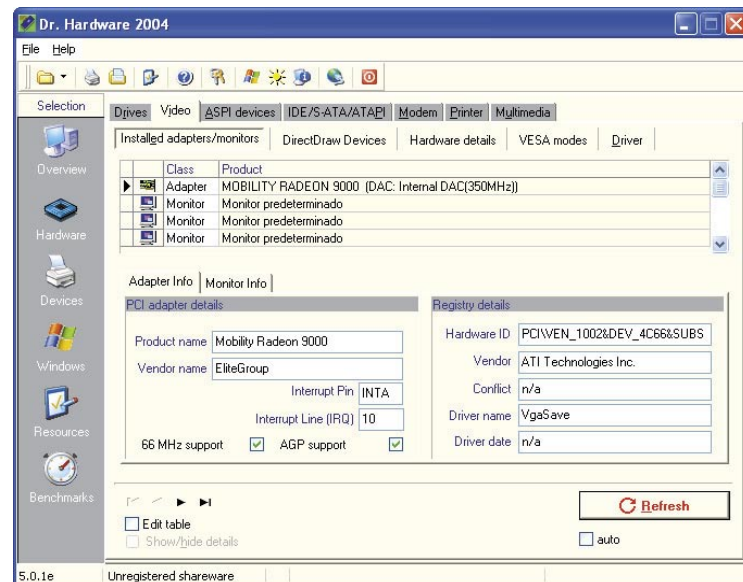 Dr. Hardware 2004
File Help
Selection
Overview
Hardware
Devices
Windows
Resources
Benchmarks
Drives Video ASPI devices IDE/S-ATA/ATAPI Modem Printer Multimedia
Installed adapters/monitors DirectDraw Devices Hardware details VESA modes Driver
Class Product
Adapter MOBILITY RADEON 9000 (DAC: Internal DAC(350MHz))
Monitor Monitor predeterminado
Monitor Monitor predeterminado
Monitor Monitor predeterminado
Adapter Info Monitor Info
PCI adapter details
Product name Mobility Radeon 9000
Vendor name EliteGroup
Interrupt Pin INTA
Interrupt Line (IRQ) 10
66 MHz support AGP support
Registry details
Hardware ID PCI\VEN_1002&DEV_4C66&SUBS
Vendor ATI Technologies Inc.
Conflict n/a
Driver name VgaSave
Driver date n/a
Edit table
Show/hide details
Refresh
auto
5.0.1e Unregistered shareware